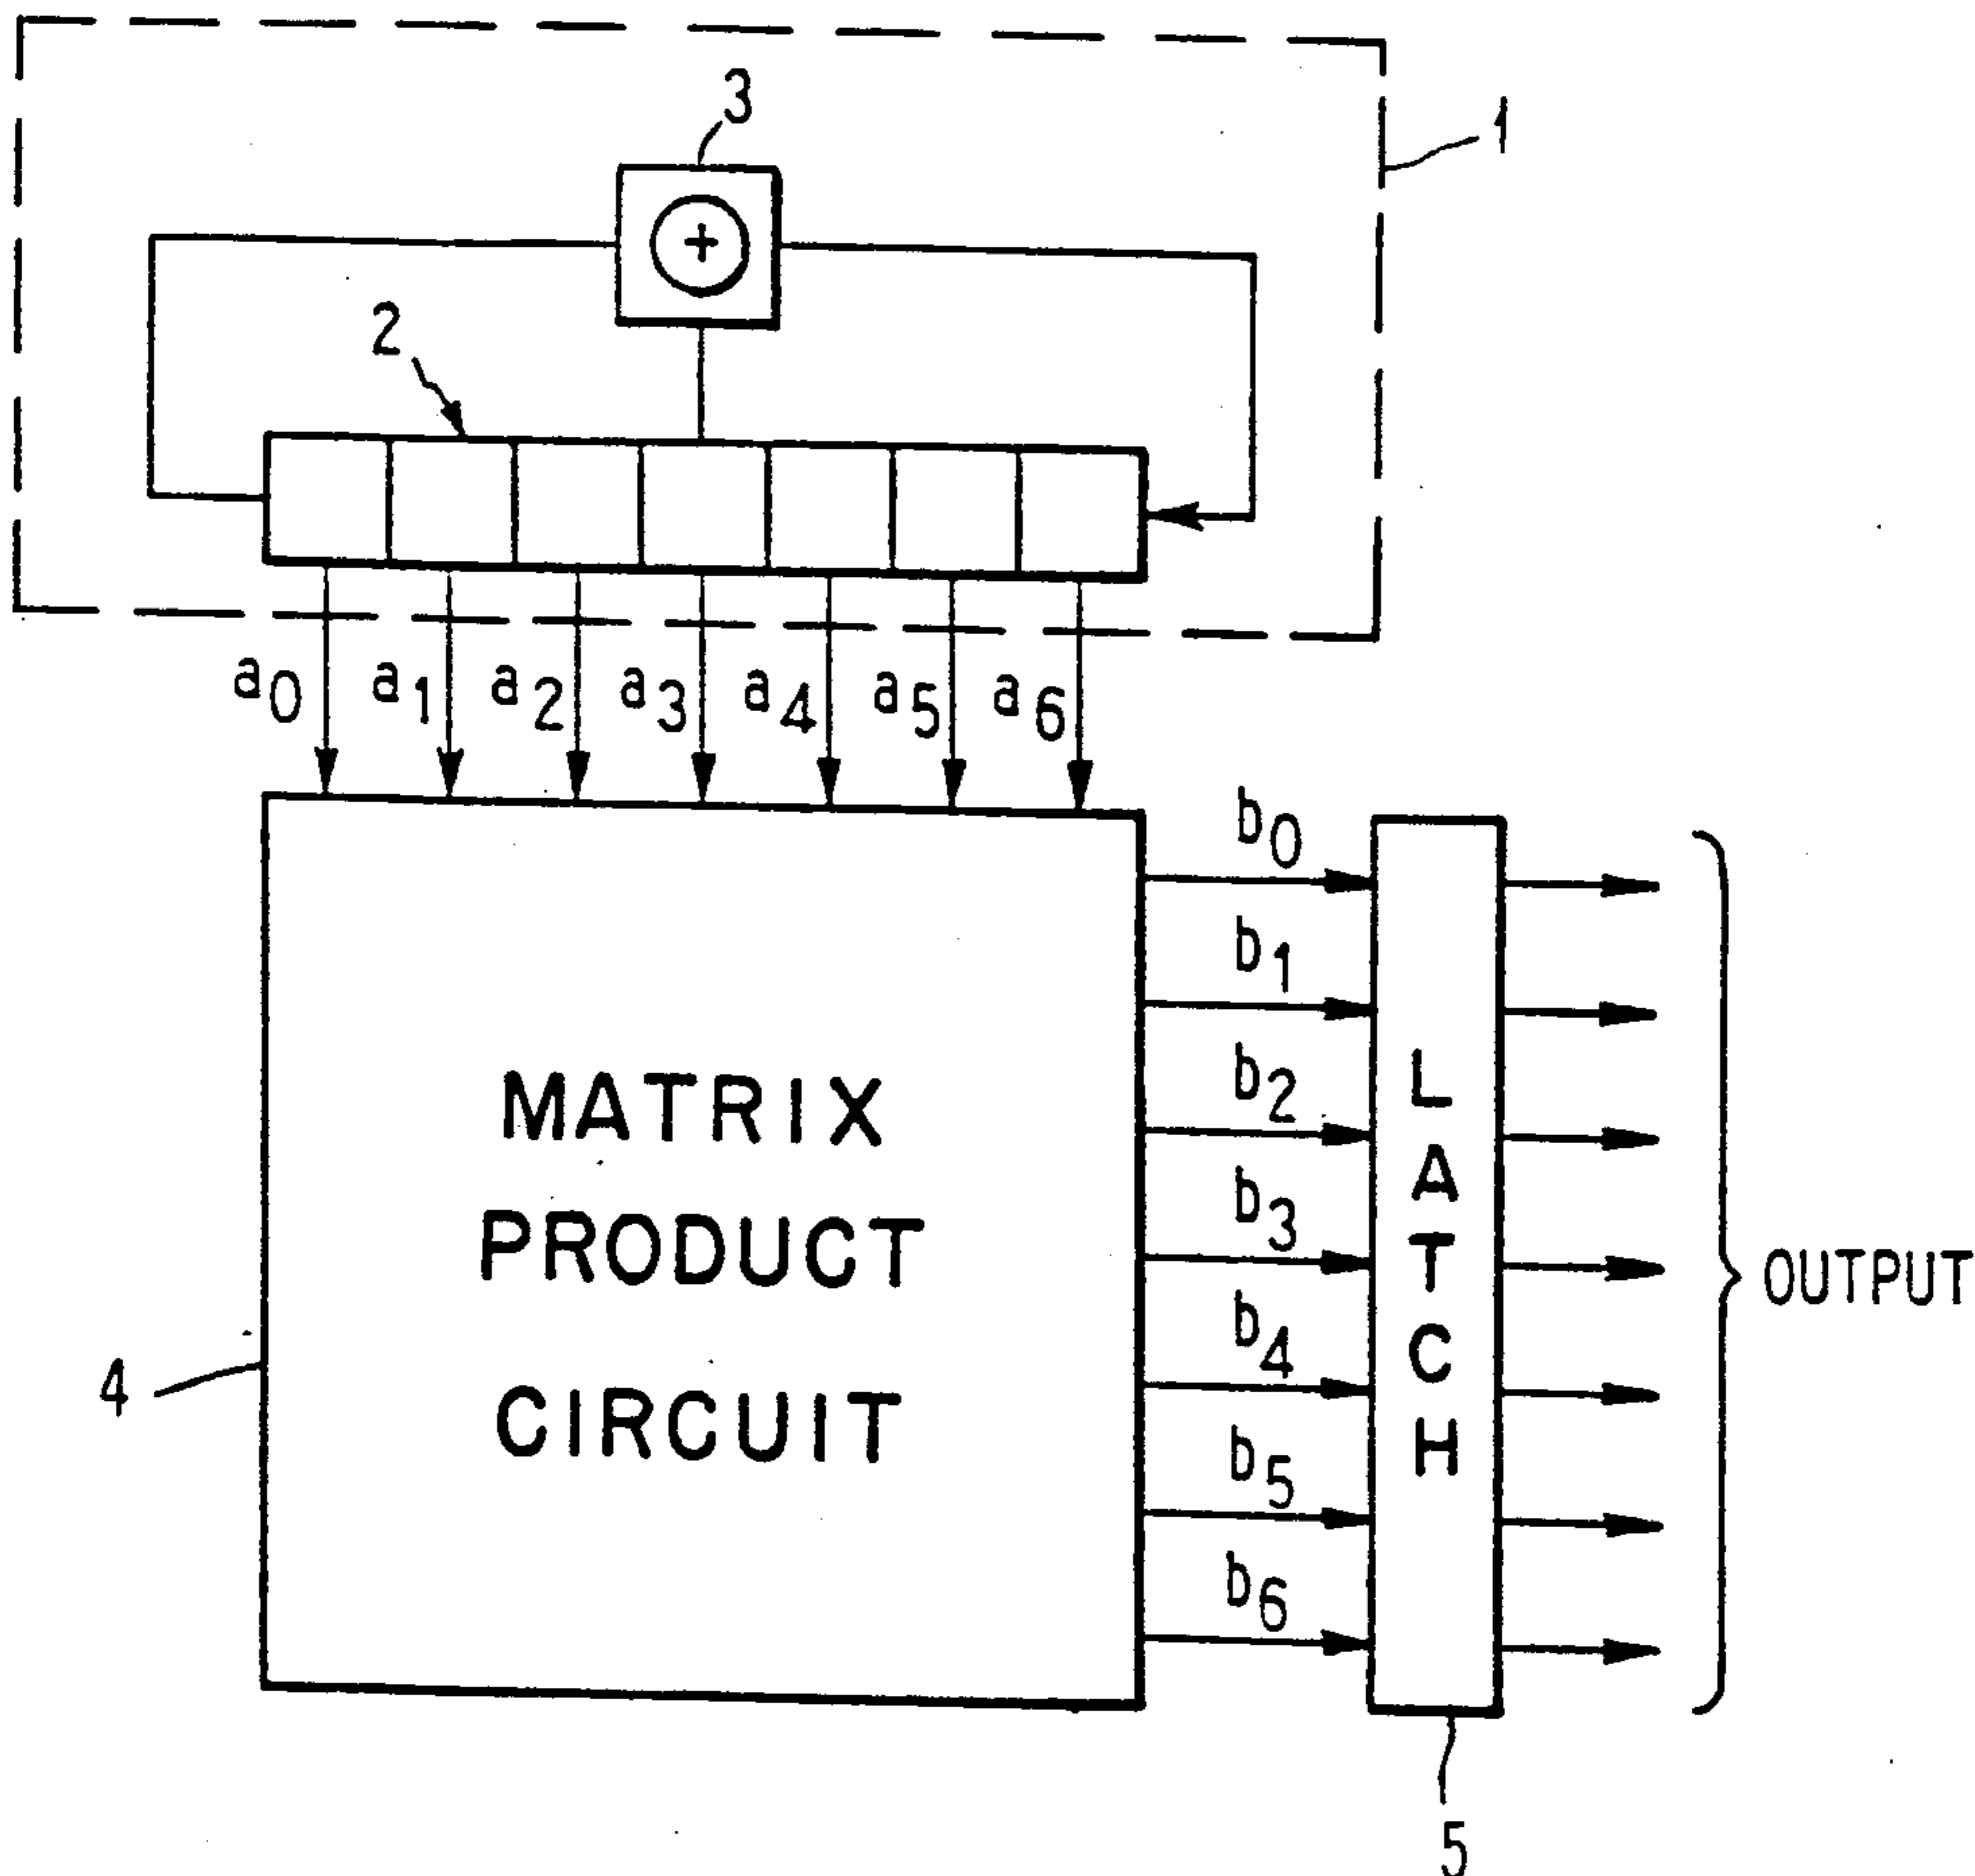 3
1
+
2
a0 a1 a2 a3 a4 a5 a6
b0
b1
b2
b3
b4
b5
b6
MATRIX
PRODUCT
CIRCUIT
LATCH
OUTPUT
4
5